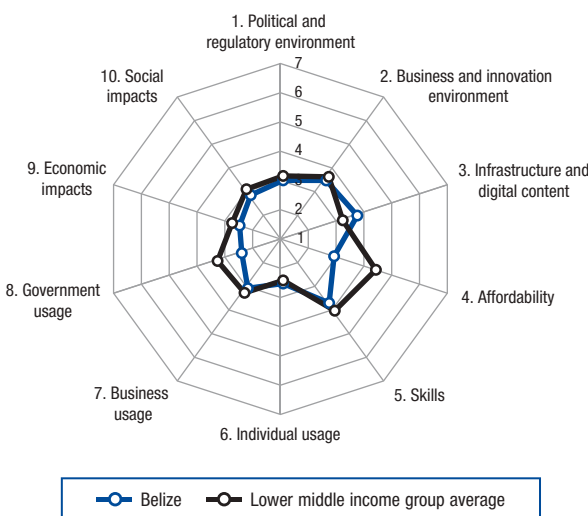 1. Political and
regulatory environment
2. Business and innovation
environment
3. Infrastructure and
digital content
4. Affordability
5. Skills
6. Individual usage
7. Business
usage
8. Government
usage
9. Economic
impacts
10. Social
impacts
7
6
5
4
3
2
1
Belize
Lower middle income group average